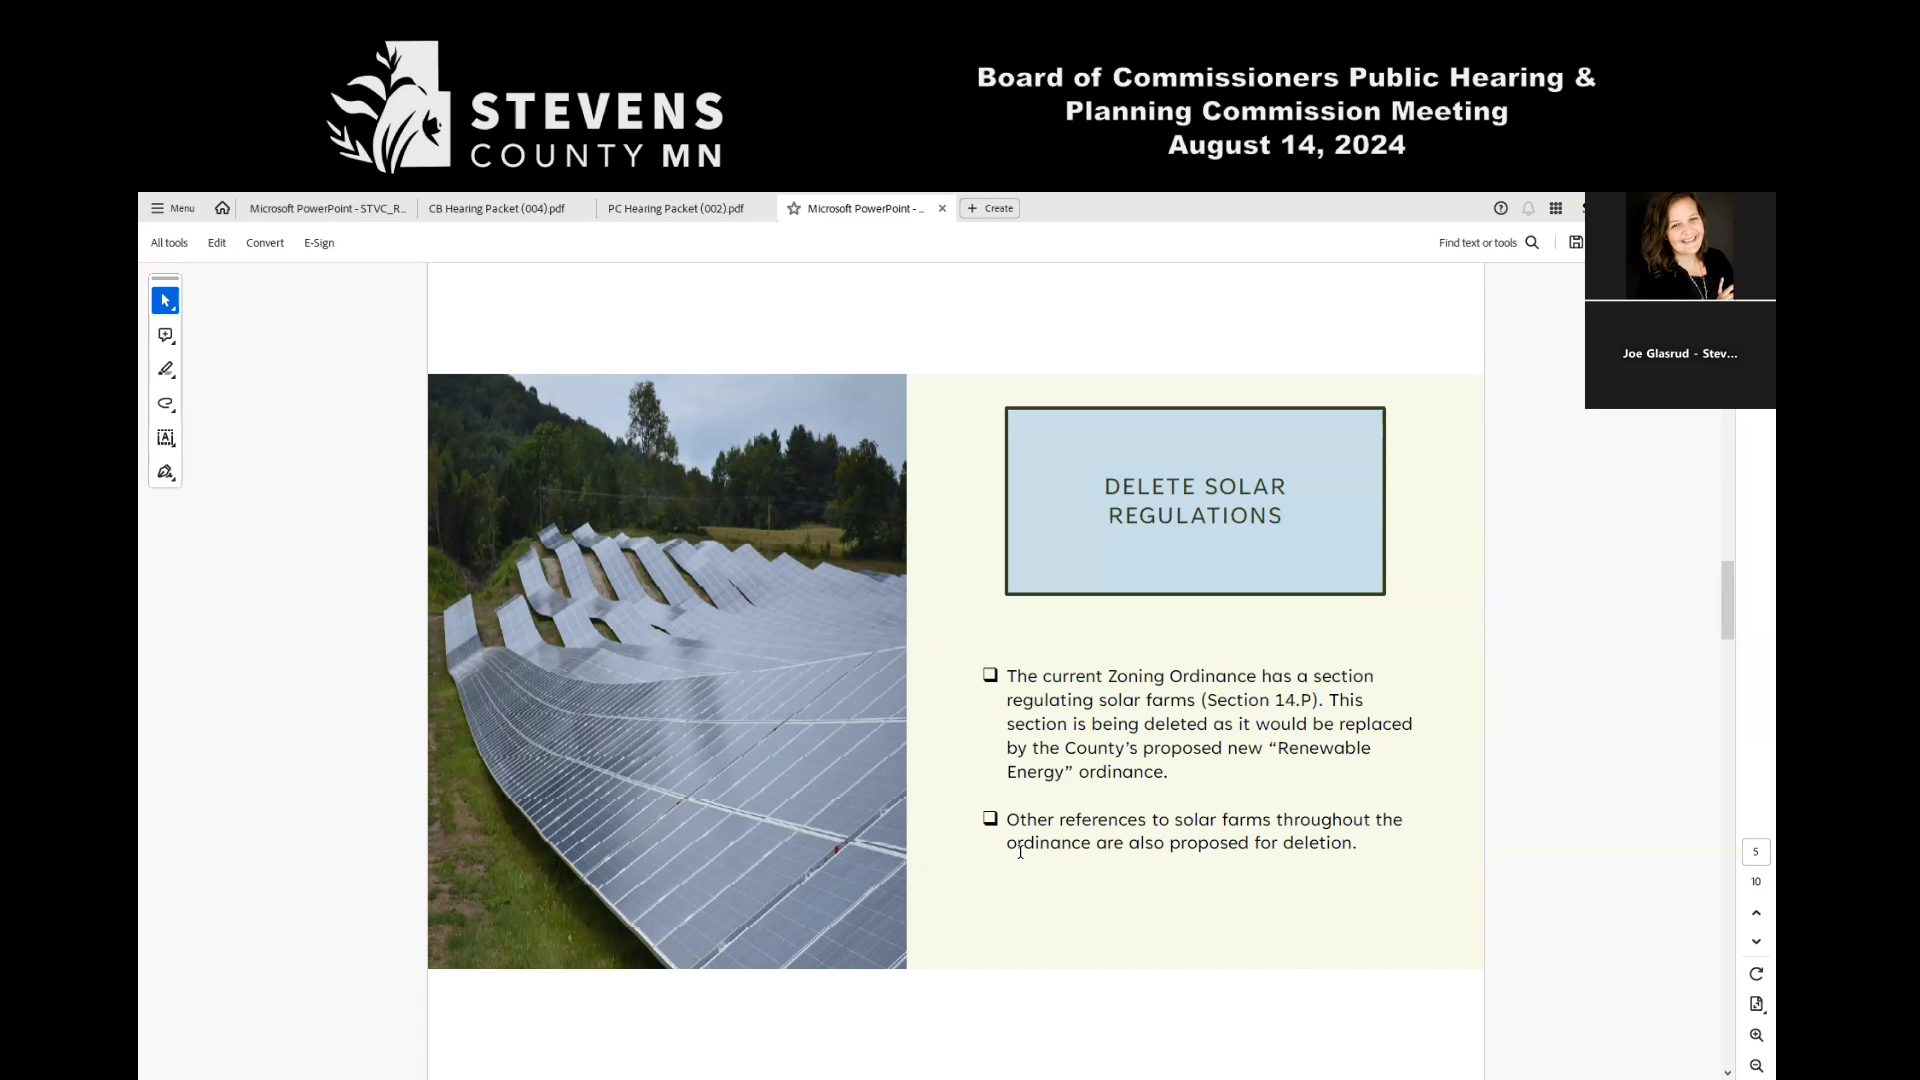 STEVENS
COUNTY MN
Board of Commissioners Public Hearing &
Planning Commission Meeting
August 14, 2024
Menu
Microsoft PowerPoint - STVC_R...
CB Hearing Packet (004).pdf
PC Hearing Packet (002).pdf
Microsoft PowerPoint - ...
Create
All tools
Edit
Convert
E-Sign
Find text or tools
Joe Glasrud - Stev...
DELETE SOLAR
REGULATIONS
The current Zoning Ordinance has a section
regulating solar farms (Section 14.P). This
section is being deleted as it would be replaced
by the County’s proposed new “Renewable
Energy” ordinance.
Other references to solar farms throughout the
ordinance are also proposed for deletion.
5
10